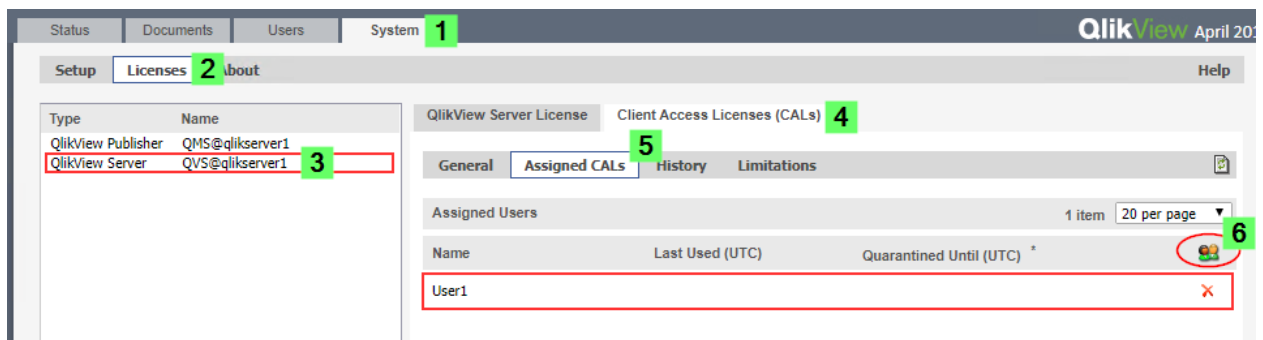 Status Documents Users System 1 QlikView April 20
Setup Licenses 2 About Help
Type Name
QlikView Publisher QMS@qlikserver1
QlikView Server QVS@qlikserver1 3
QlikView Server License Client Access Licenses (CALs) 4
5
General Assigned CALs History Limitations
Assigned Users 1 item 20 per page
6
Name Last Used (UTC) Quarantined Until (UTC) *
User1